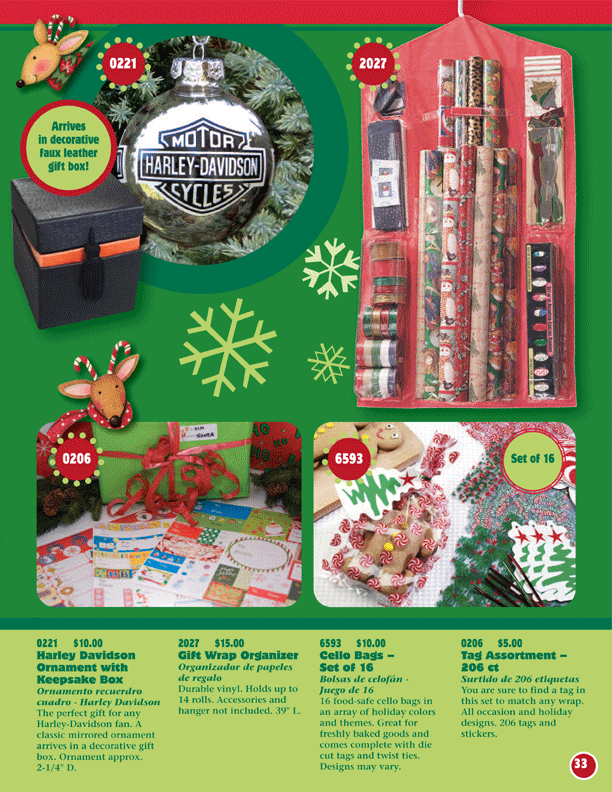 0221
2027
Arrives
in decorative
faux leather
gift box!
MOTOR
HARLEY-DAVIDSON
CYCLES
0206
6593
Set of 16
0221 $10.00
Harley Davidson
Ornament with
Keepsake Box
Ornamento recuerdro
cuadro - Harley Davidson
The perfect gift for any
Harley-Davidson fan. A
classic mirrored ornament
arrives in a decorative gift
box. Ornament approx.
2-1/4" D.
2027 $15.00
Gift Wrap Organizer
Organizador de papeles
de regalo
Durable vinyl. Holds up to
14 rolls. Accessories and
hanger not included. 39" L.
6593 $10.00
Cello Bags –
Set of 16
Bolsas de celofán -
Juego de 16
16 food-safe cello bags in
an array of holiday colors
and themes. Great for
freshly baked goods and
comes complete with die
cut tags and twist ties.
Designs may vary.
0206 $5.00
Tag Assortment –
206 ct
Surtido de 206 etiquetas
You are sure to find a tag in
this set to match any wrap.
All occasion and holiday
designs. 206 tags and
stickers.
33